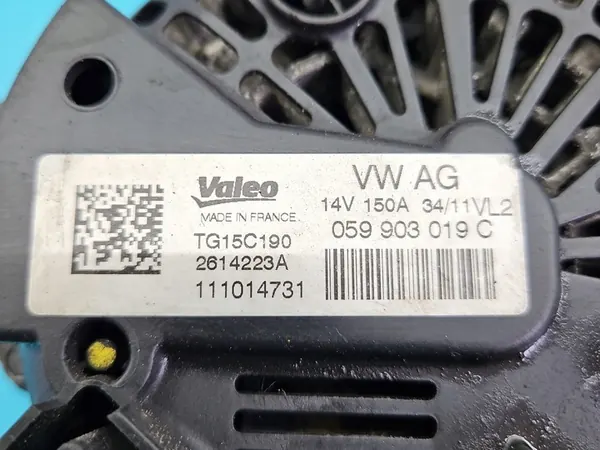 Valeo
MADE IN FRANCE
TG15C190
2614223A
111014731
VW AG
14V 150A 34/11VL2
059 903 019 C